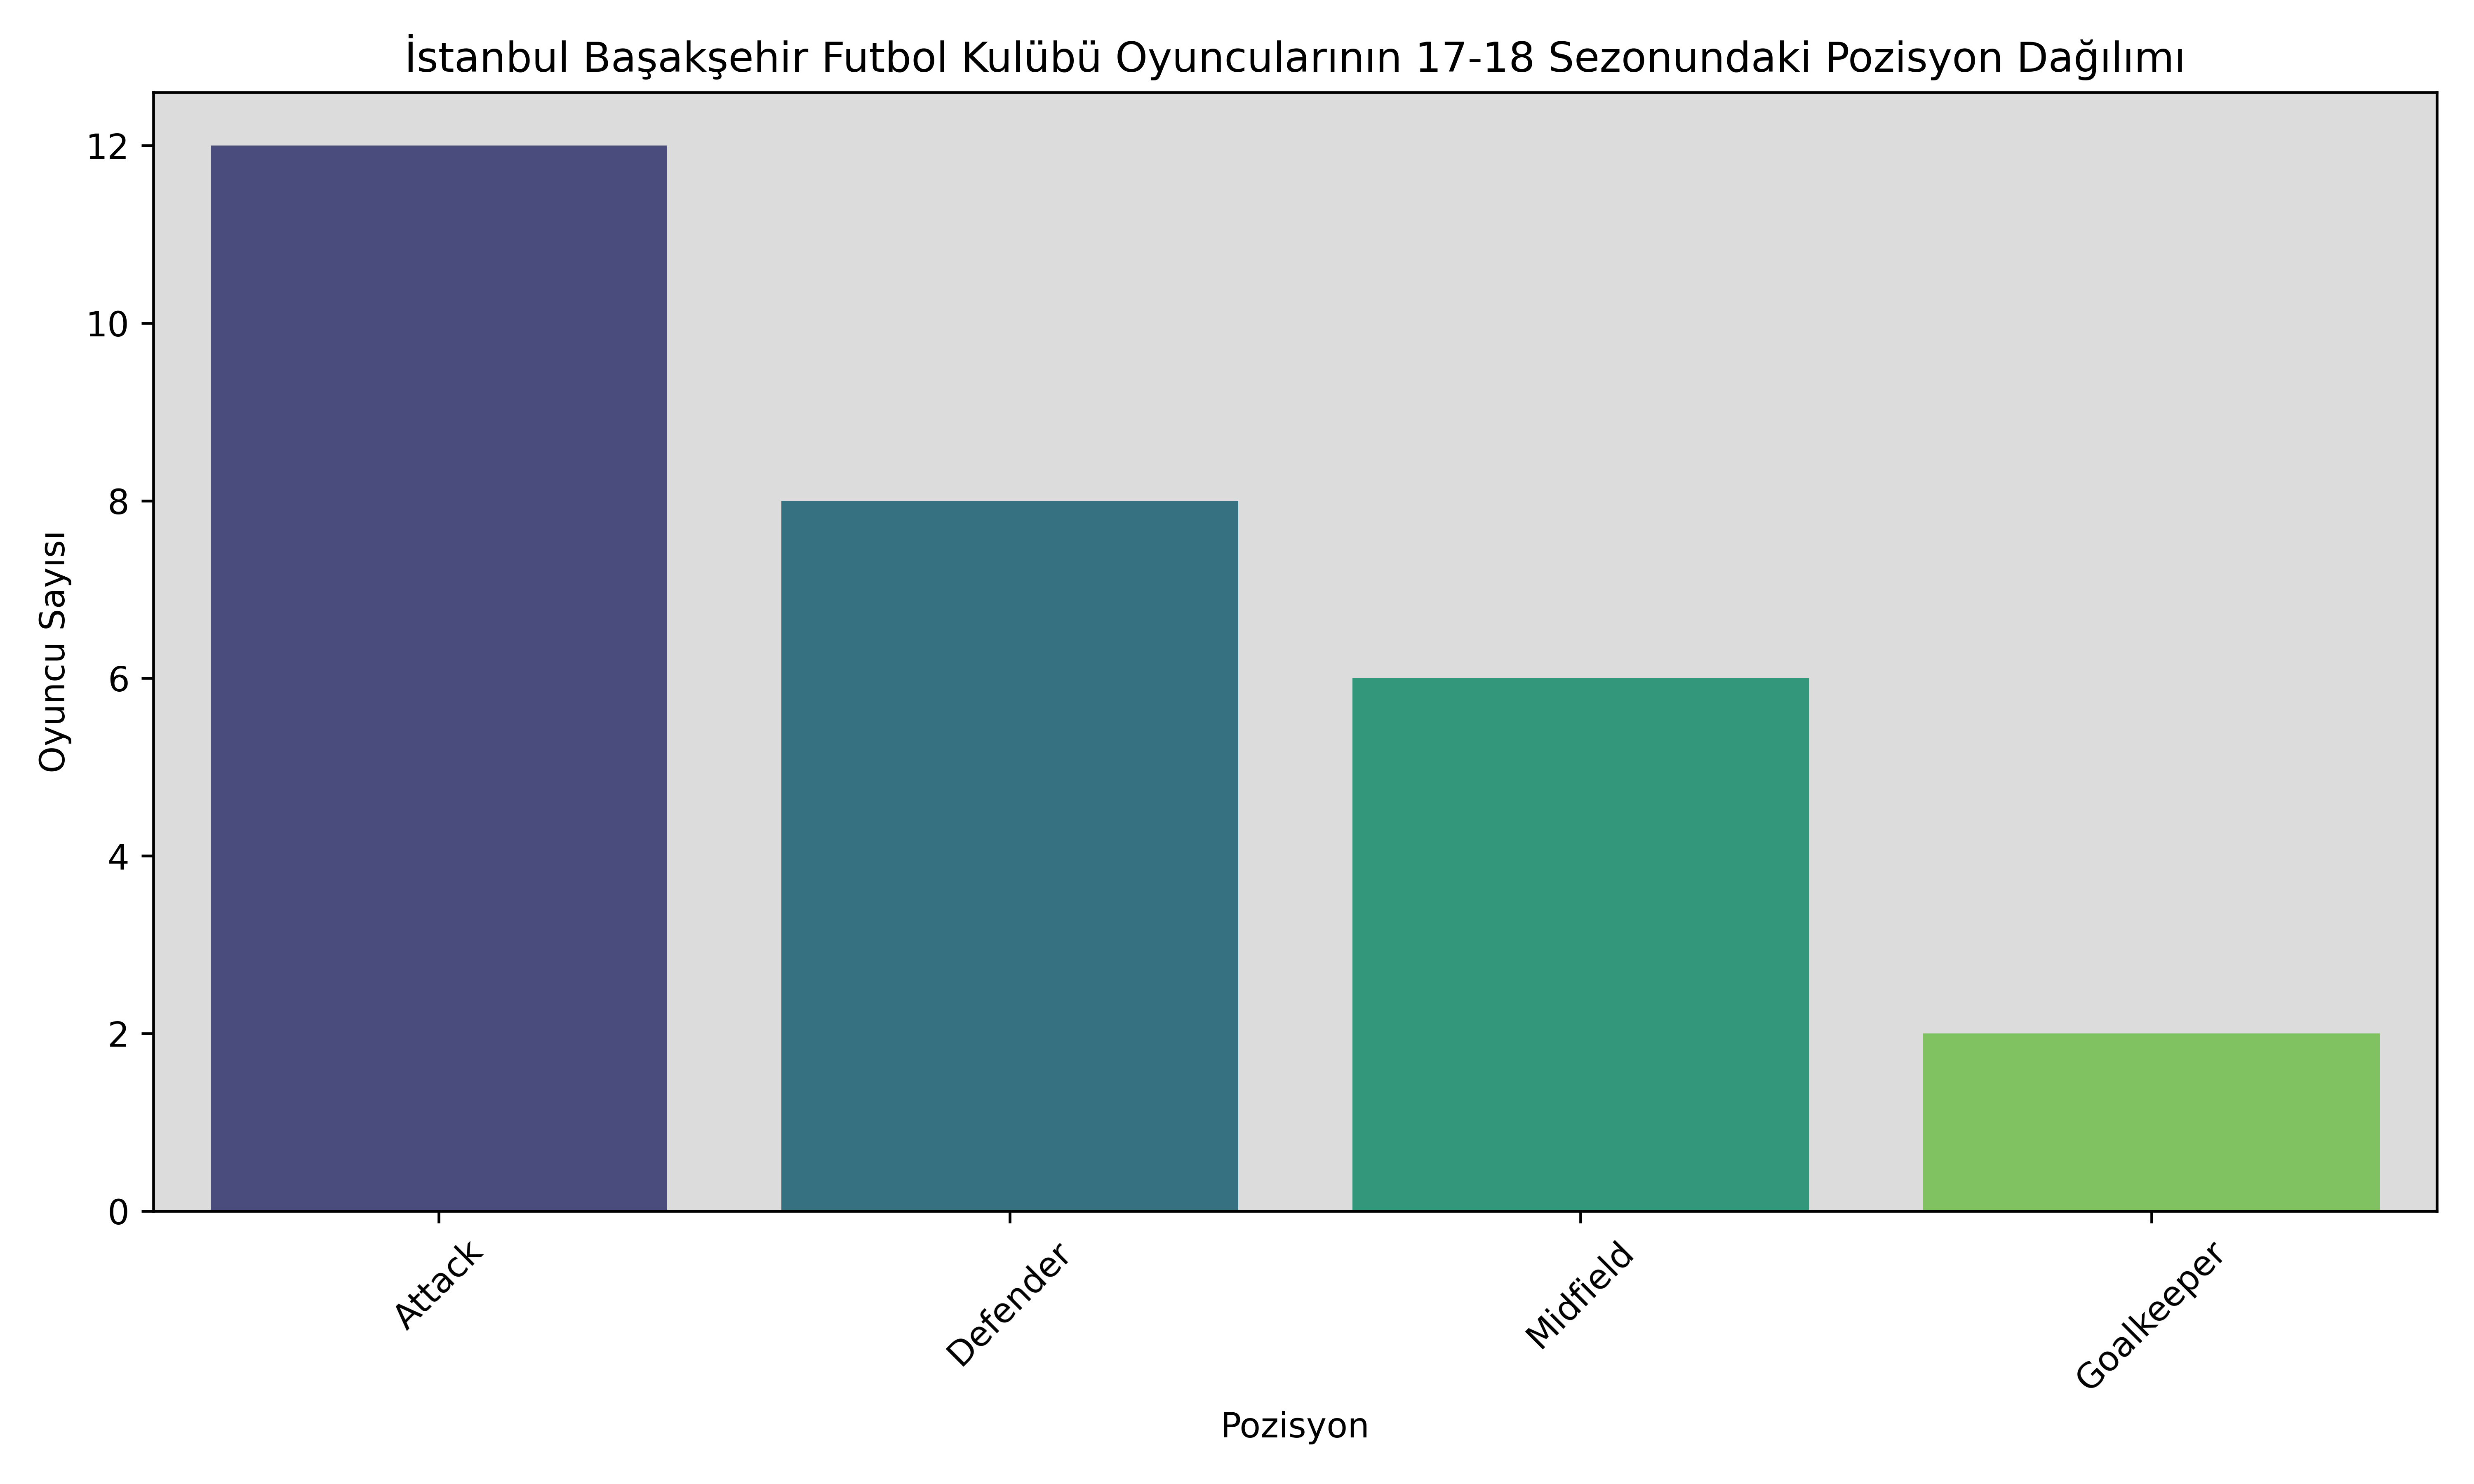 İstanbul Başakşehir Futbol Kulübü Oyuncularının 17-18 Sezonundaki Pozisyon Dağılımı
12
10
8
6
4
2
0
Oyuncu Sayısı
Attack
Defender
Midfield
Goalkeeper
Pozisyon